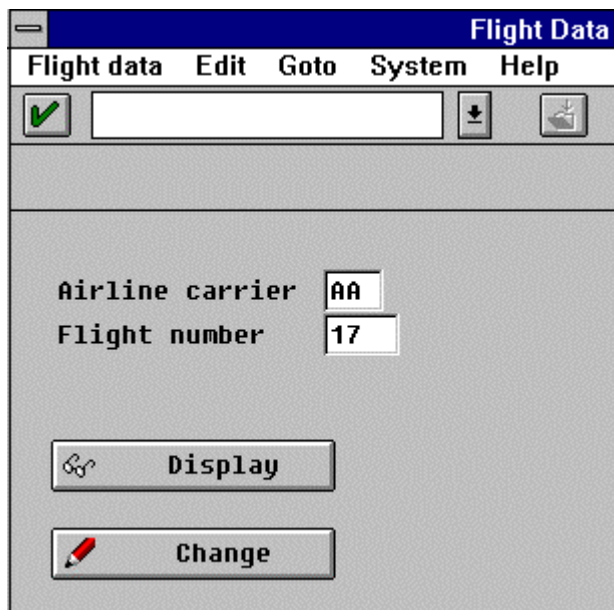 Flight Data
Flight data Edit Goto System Help
Airline carrier AA
Flight number 17
Display
Change